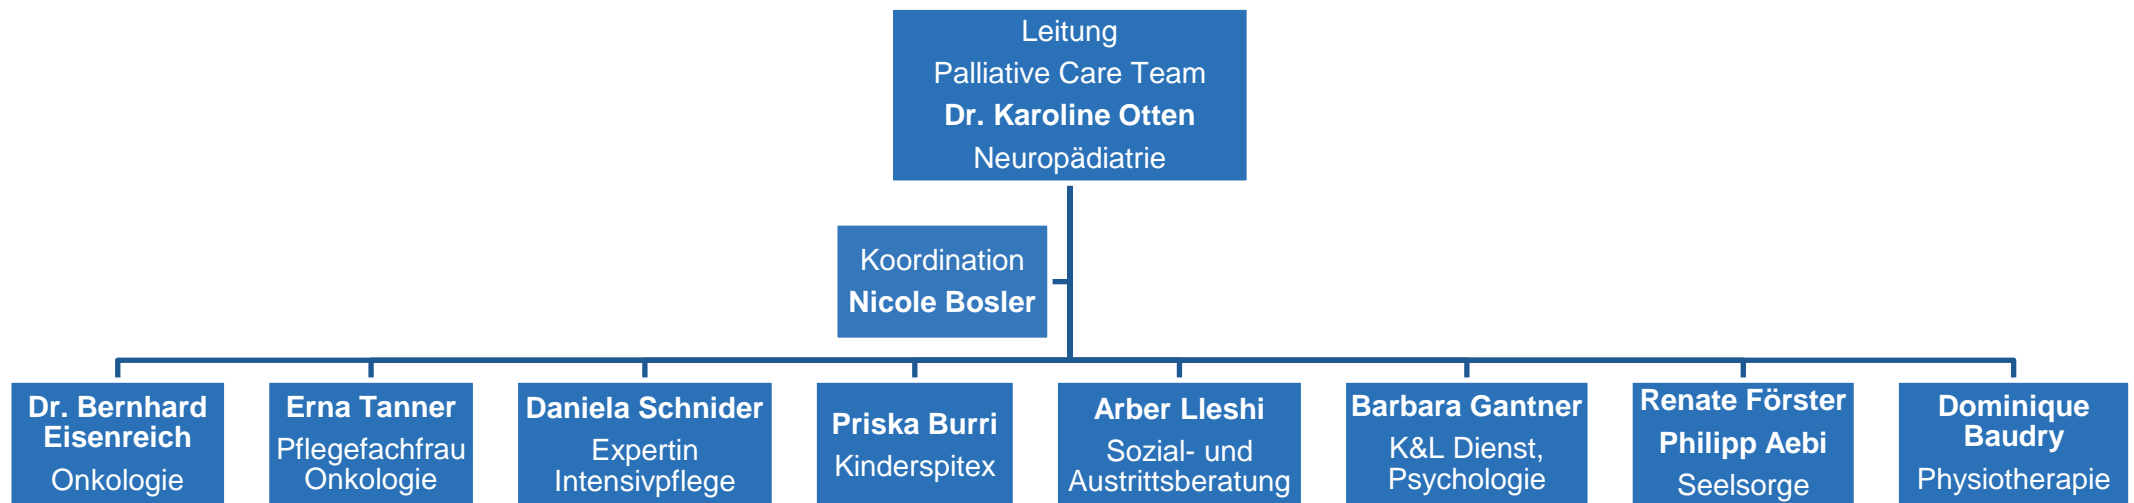 Leitung
Palliative Care Team
Dr. Karoline Otten
Neuropädiatrie
Koordination
Nicole Bosler
Dr. Bernhard
Eisenreich
Onkologie
Erna Tanner
Pflegefachfrau
Onkologie
Daniela Schnider
Expertin
Intensivpflege
Priska Burri
Kinderspitex
Arber Lleshi
Sozial- und
Austrittsberatung
Barbara Gantner
K&L Dienst,
Psychologie
Renate Förster
Philipp Aebi
Seelsorge
Dominique
Baudry
Physiotherapie